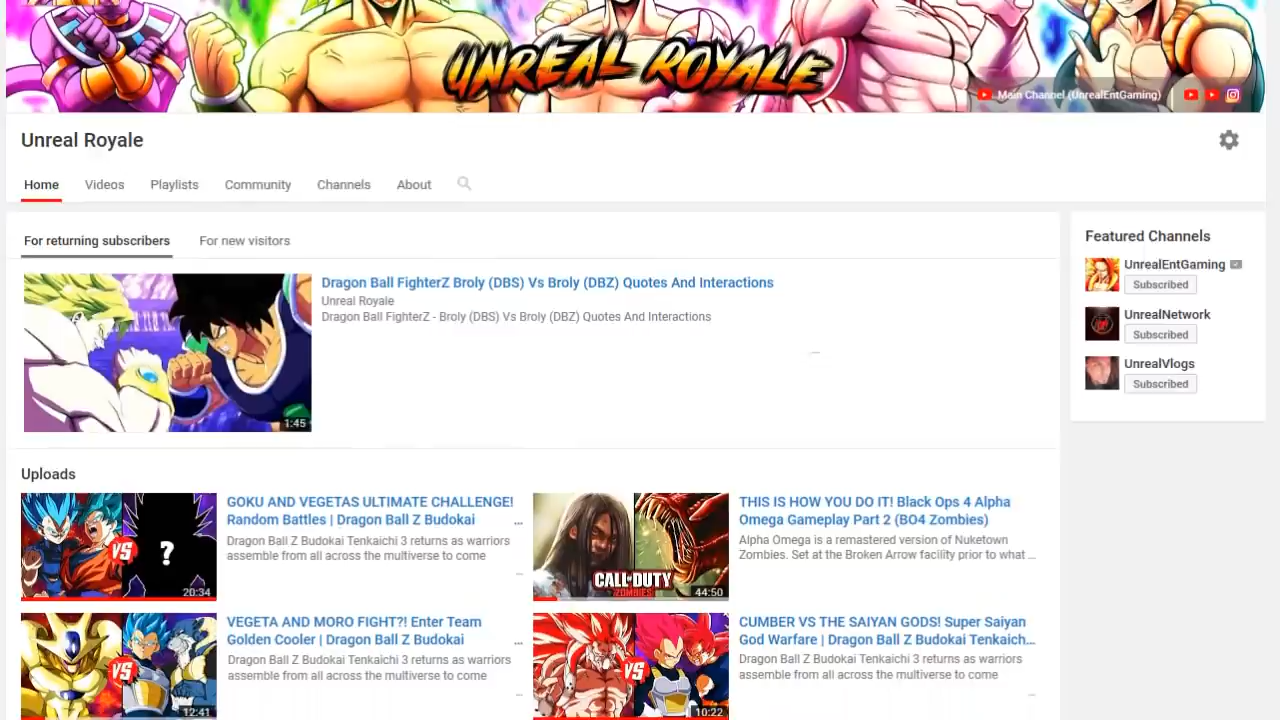 UNREAL ROYALE
Main Channel (UnrealEntGaming)
Unreal Royale
Home Videos Playlists Community Channels About
For returning subscribers For new visitors
Dragon Ball FighterZ Broly (DBS) Vs Broly (DBZ) Quotes And Interactions
Unreal Royale
Dragon Ball FighterZ - Broly (DBS) Vs Broly (DBZ) Quotes And Interactions
1:45
Featured Channels
UnrealEntGaming
Subscribed
UnrealNetwork
Subscribed
UnrealVlogs
Subscribed
Uploads
VS
?
20:34
GOKU AND VEGETAS ULTIMATE CHALLENGE!
Random Battles | Dragon Ball Z Budokai
Dragon Ball Z Budokai Tenkaichi 3 returns as warriors
assemble from all across the multiverse to come
CALL OF DUTY
ZOMBIES
44:50
THIS IS HOW YOU DO IT! Black Ops 4 Alpha
Omega Gameplay Part 2 (BO4 Zombies)
Alpha Omega is a remastered version of Nuketown
Zombies. Set at the Broken Arrow facility prior to what ...
VS
12:41
VEGETA AND MORO FIGHT?! Enter Team
Golden Cooler | Dragon Ball Z Budokai
Dragon Ball Z Budokai Tenkaichi 3 returns as warriors
assemble from all across the multiverse to come
VS
10:22
CUMBER VS THE SAIYAN GODS! Super Saiyan
God Warfare | Dragon Ball Z Budokai Tenkaich...
Dragon Ball Z Budokai Tenkaichi 3 returns as warriors
assemble from all across the multiverse to come